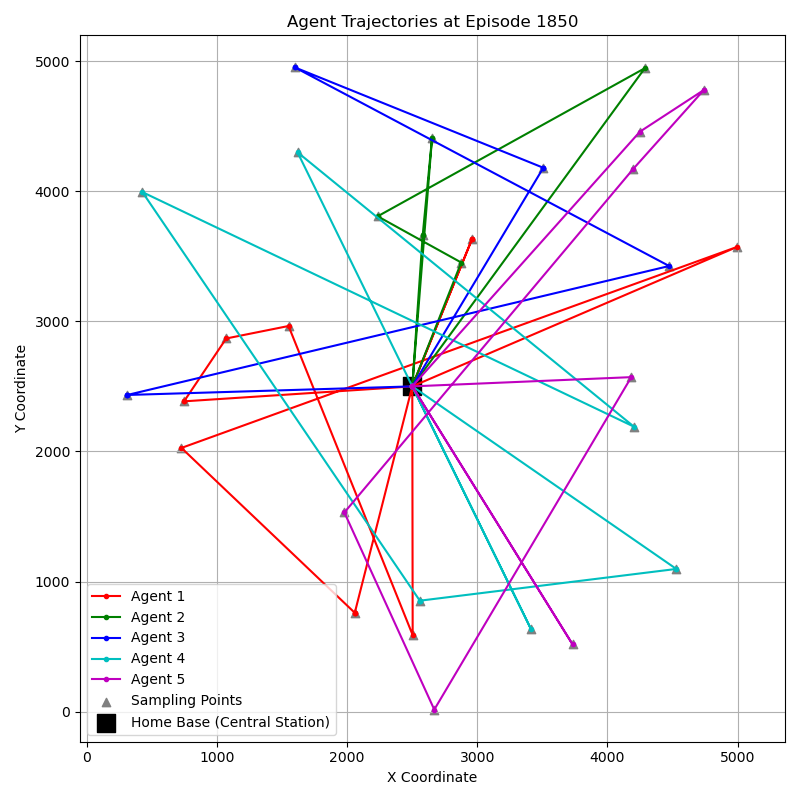 Agent Trajectories at Episode 1850
5000
4000
3000
2000
1000
0
Y Coordinate
Agent 1
Agent 2
Agent 3
Agent 4
Agent 5
Sampling Points
Home Base (Central Station)
0 1000 2000 3000 4000 5000
X Coordinate